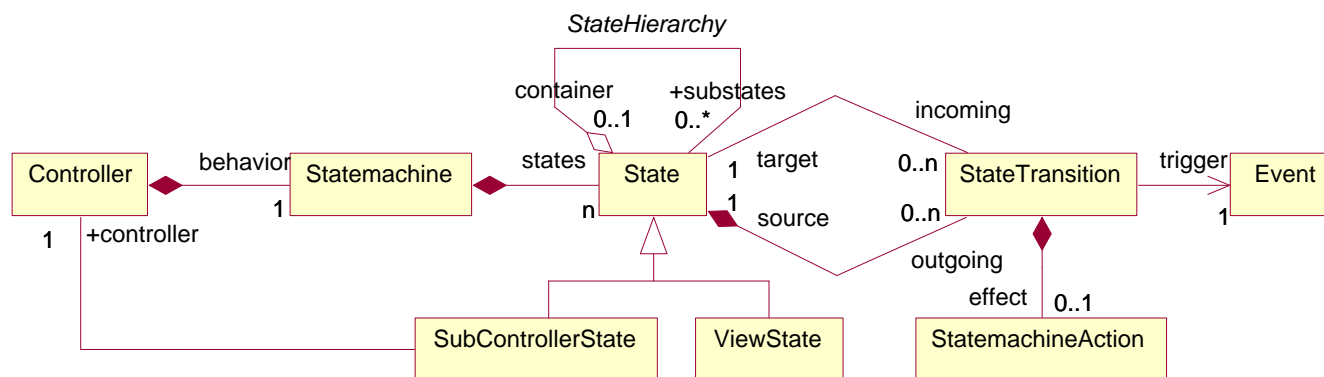 StateHierarchy
container
+substates
0..1
0..*
incoming
behavior
states
1
target
0..n
trigger
Controller
Statemachine
State
StateTransition
Event
1
n
1
source
0..n
1
1
+controller
outgoing
effect
0..1
SubControllerState
ViewState
StatemachineAction